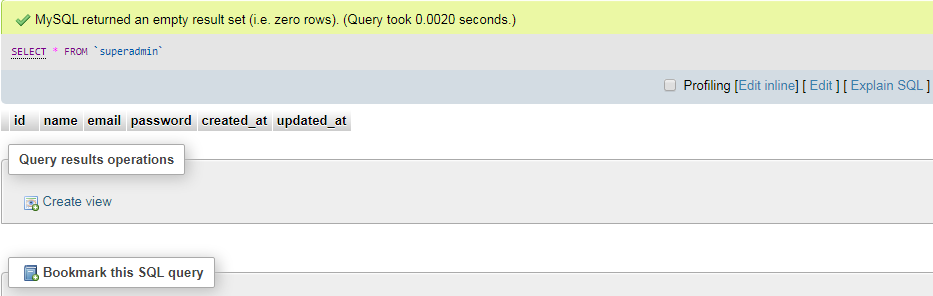 MySQL returned an empty result set (i.e. zero rows). (Query took 0.0020 seconds.)
SELECT * FROM `superadmin`
Profiling [Edit inline] [ Edit ] [ Explain SQL ]
id name email password created_at updated_at
Query results operations
Create view
Bookmark this SQL query